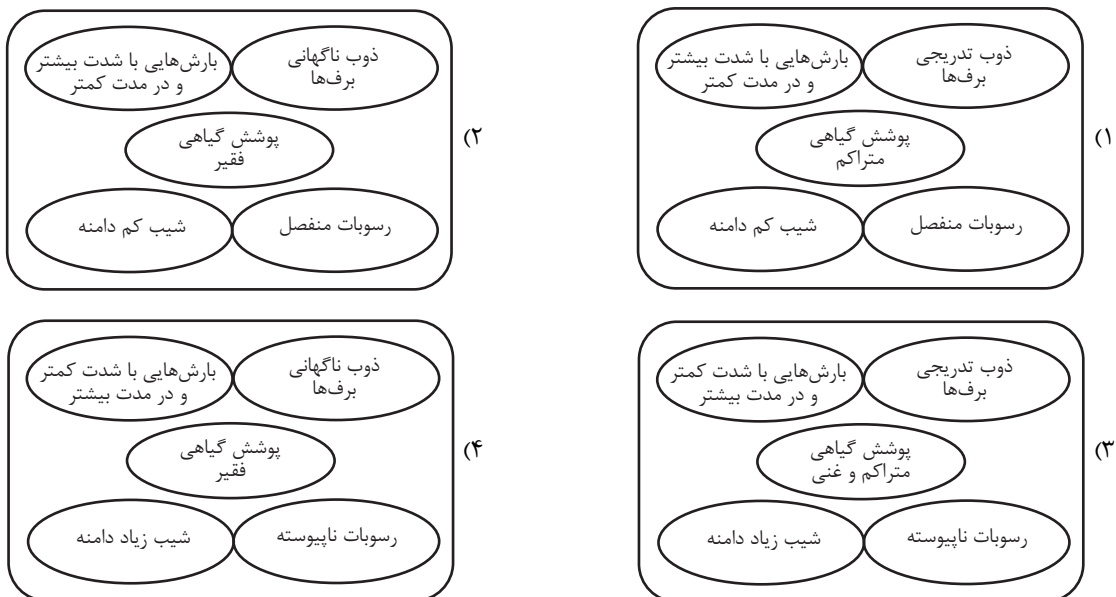 ۱)
ذوب تدریجی
برف‌ها
بارش‌هایی با شدت بیشتر
و در مدت کمتر
پوشش گیاهی
متراکم
رسوبات منفصل
شیب کم دامنه
۲)
ذوب ناگهانی
برف‌ها
بارش‌هایی با شدت بیشتر
و در مدت کمتر
پوشش گیاهی
فقیر
رسوبات منفصل
شیب کم دامنه
۳)
ذوب تدریجی
برف‌ها
بارش‌هایی با شدت کمتر
و در مدت بیشتر
پوشش گیاهی
متراکم و غنی
رسوبات ناپیوسته
شیب زیاد دامنه
۴)
ذوب ناگهانی
برف‌ها
بارش‌هایی با شدت کمتر
و در مدت بیشتر
پوشش گیاهی
فقیر
رسوبات ناپیوسته
شیب زیاد دامنه